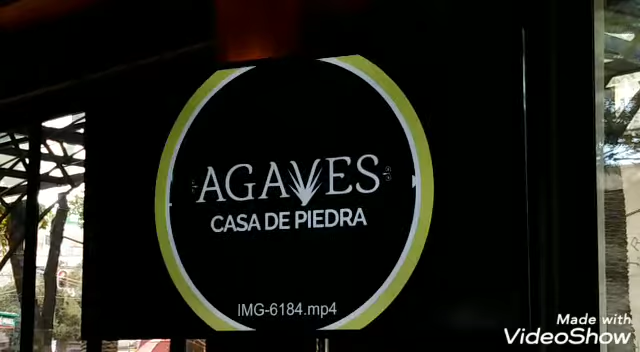 AGAVES
CASA DE PIEDRA
IMG-6184.mp4
Made with
VideoShow